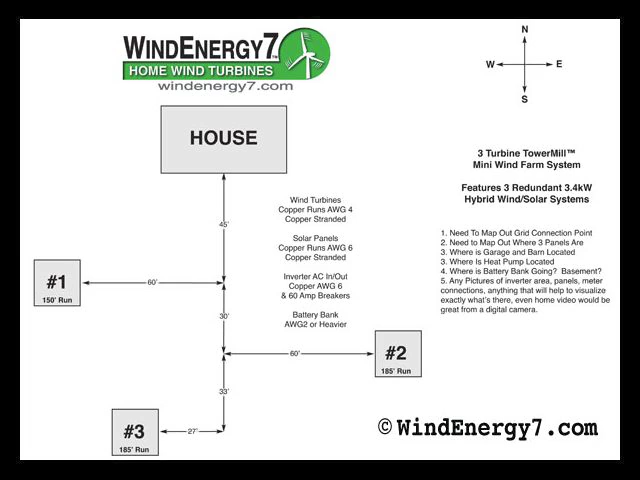 WINDENERGY7™
HOME WIND TURBINES
windenergy7.com
N
W
E
S
HOUSE
3 Turbine TowerMill™
Mini Wind Farm System
Features 3 Redundant 3.4kW
Hybrid Wind/Solar Systems
Wind Turbines
Copper Runs AWG 4
Copper Stranded
45'
Solar Panels
Copper Runs AWG 6
Copper Stranded
1. Need To Map Out Grid Connection Point
2. Need to Map Out Where 3 Panels Are
3. Where is Garage and Barn Located
3. Where Is Heat Pump Located
4. Where is Battery Bank Going? Basement?
5. Any Pictures of inverter area, panels, meter
connections, anything that will help to visualize
exactly what's there, even home video would be
great from a digital camera.
#1
150' Run
60'
Inverter AC In/Out
Copper AWG 6
& 60 Amp Breakers
30'
Battery Bank
AWG2 or Heavier
60'
#2
185' Run
33'
#3
185' Run
27'
© WindEnergy7.com